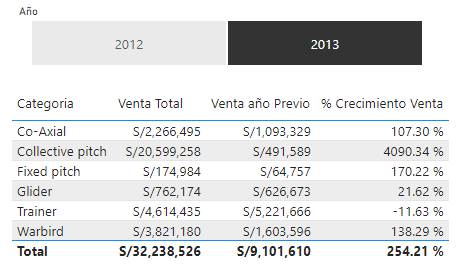 Año
2012 2013
Categoria Venta Total Venta año Previo % Crecimiento Venta
Co-Axial S/2,266,495 S/1,093,329 107.30 %
Collective pitch S/20,599,258 S/491,589 4090.34 %
Fixed pitch S/174,984 S/64,757 170.22 %
Glider S/762,174 S/626,673 21.62 %
Trainer S/4,614,435 S/5,221,666 -11.63 %
Warbird S/3,821,180 S/1,603,596 138.29 %
Total S/32,238,526 S/9,101,610 254.21 %